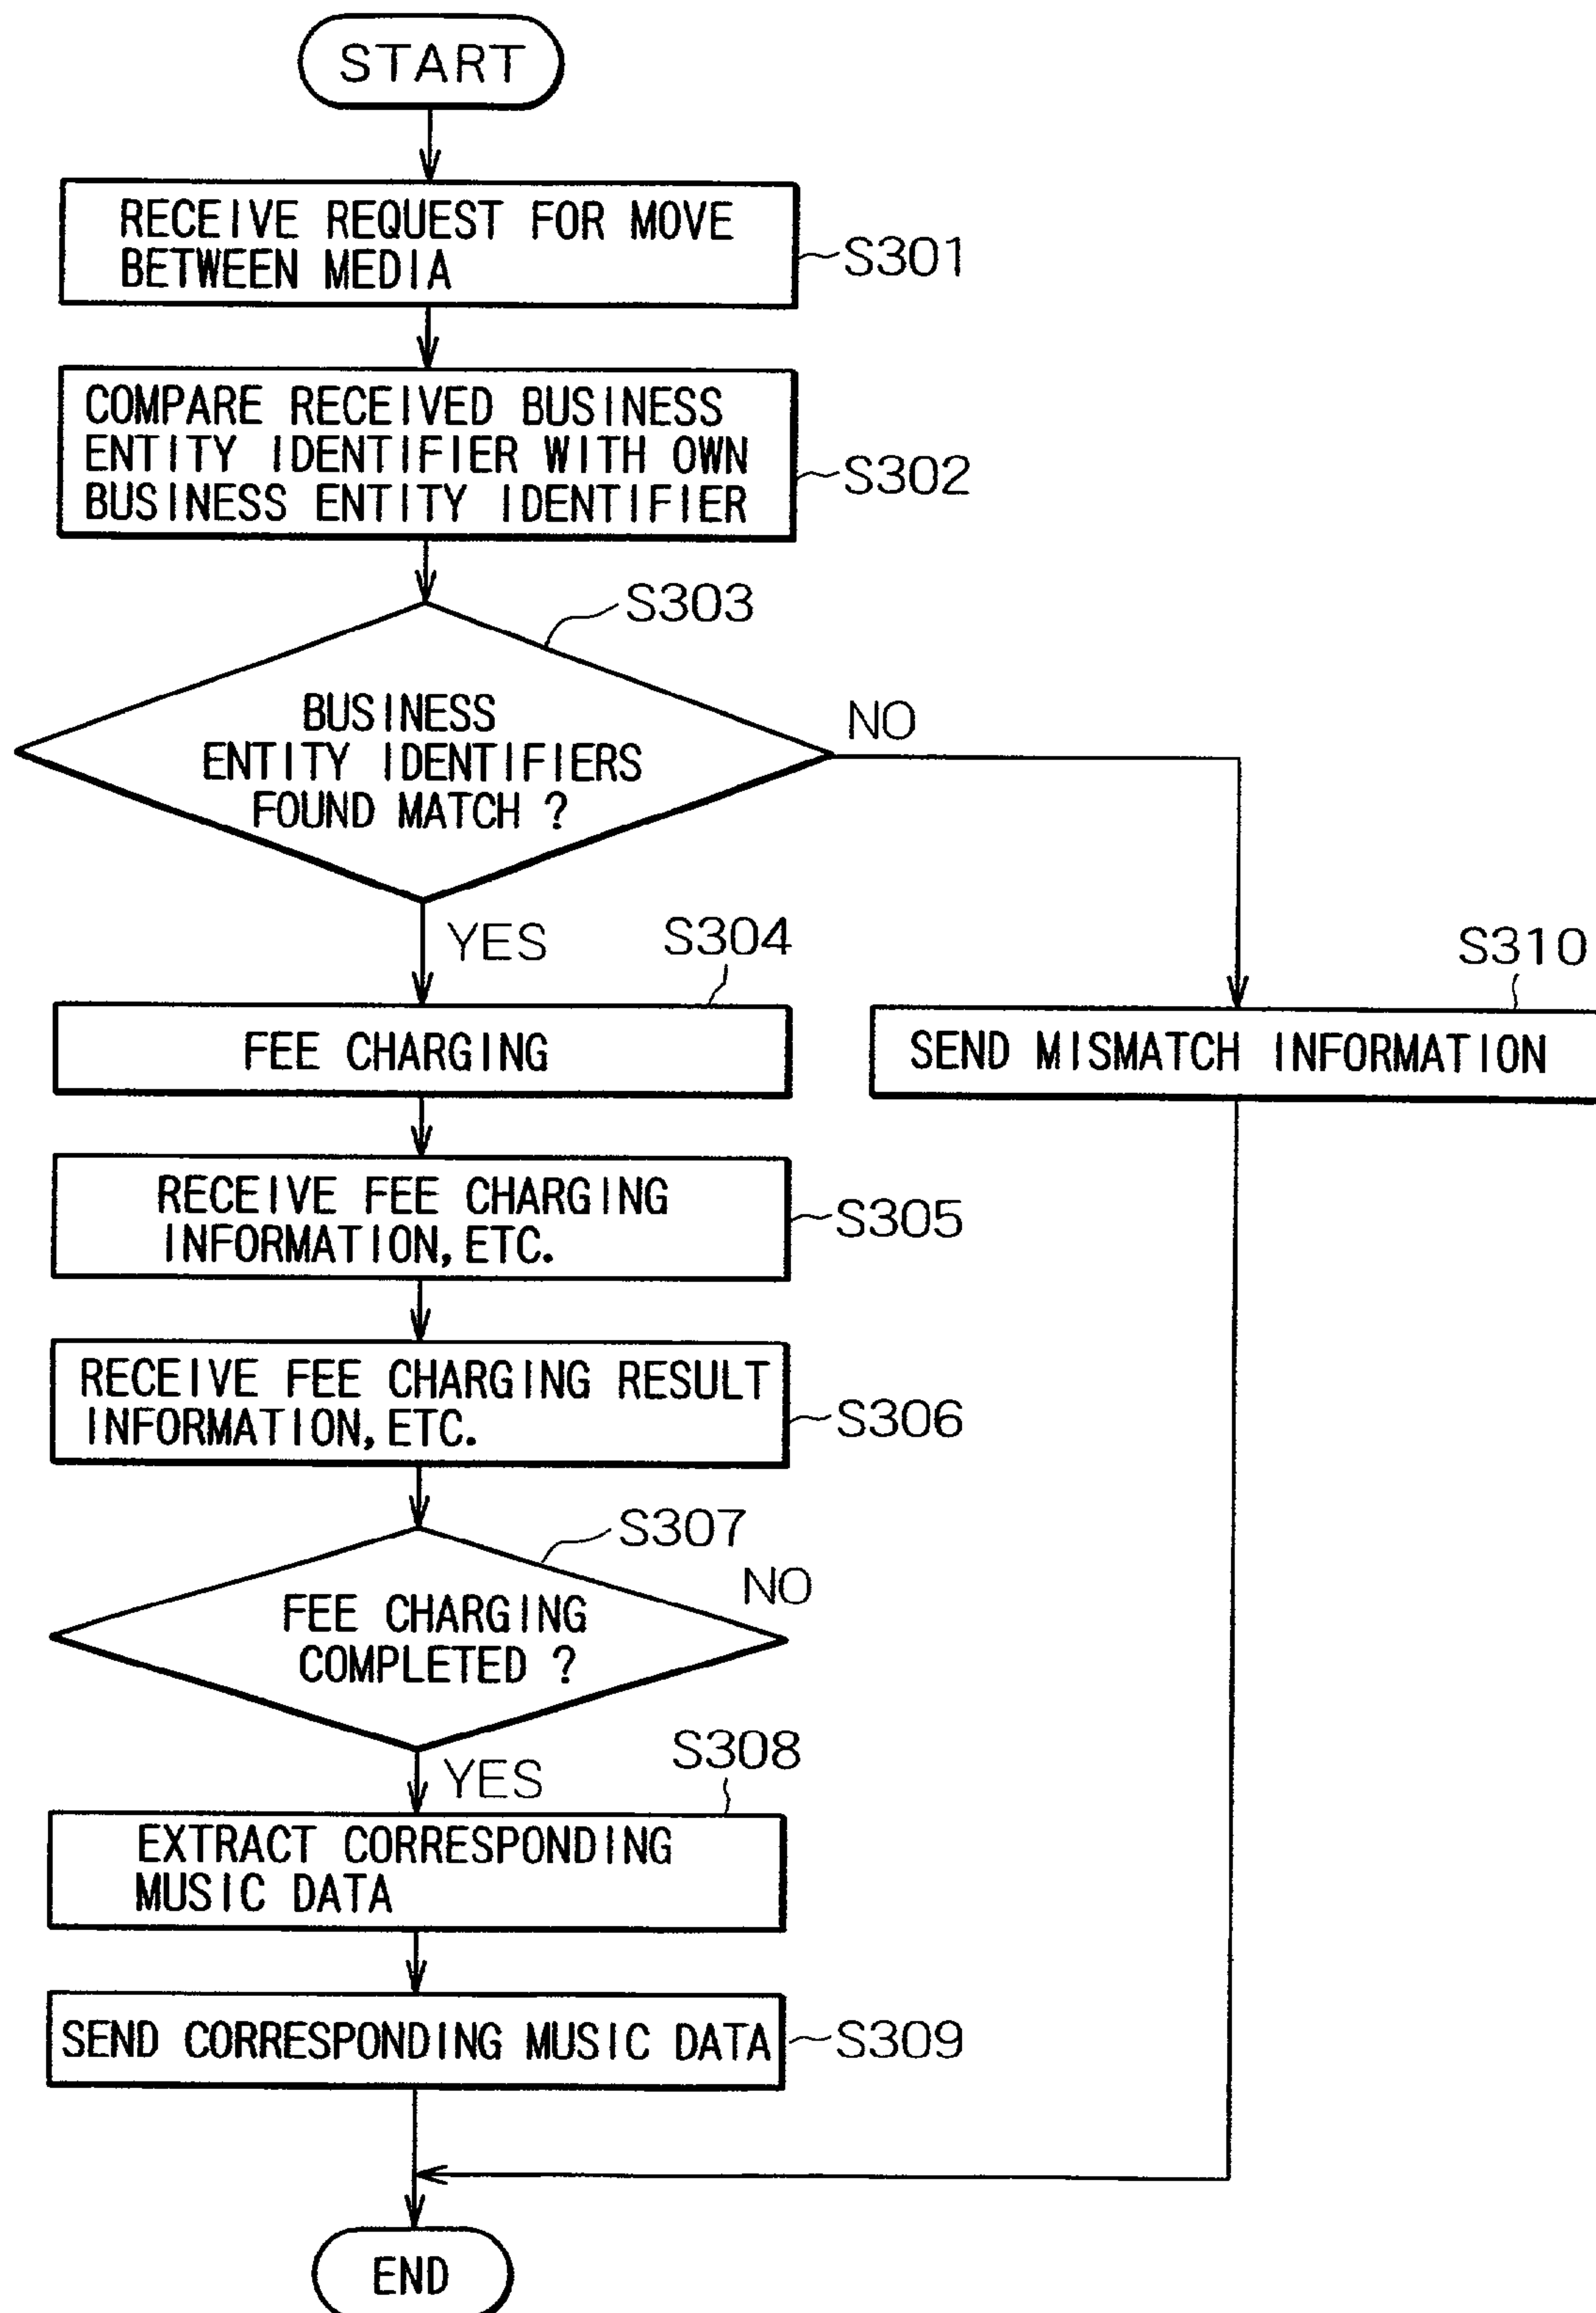 START
RECEIVE REQUEST FOR MOVE
BETWEEN MEDIA
S301
COMPARE RECEIVED BUSINESS
ENTITY IDENTIFIER WITH OWN
BUSINESS ENTITY IDENTIFIER
S302
S303
BUSINESS
ENTITY IDENTIFIERS
FOUND MATCH ?
NO
YES
S304
FEE CHARGING
S310
SEND MISMATCH INFORMATION
RECEIVE FEE CHARGING
INFORMATION, ETC.
S305
RECEIVE FEE CHARGING RESULT
INFORMATION, ETC.
S306
S307
NO
FEE CHARGING
COMPLETED ?
YES
S308
EXTRACT CORRESPONDING
MUSIC DATA
SEND CORRESPONDING MUSIC DATA
S309
END